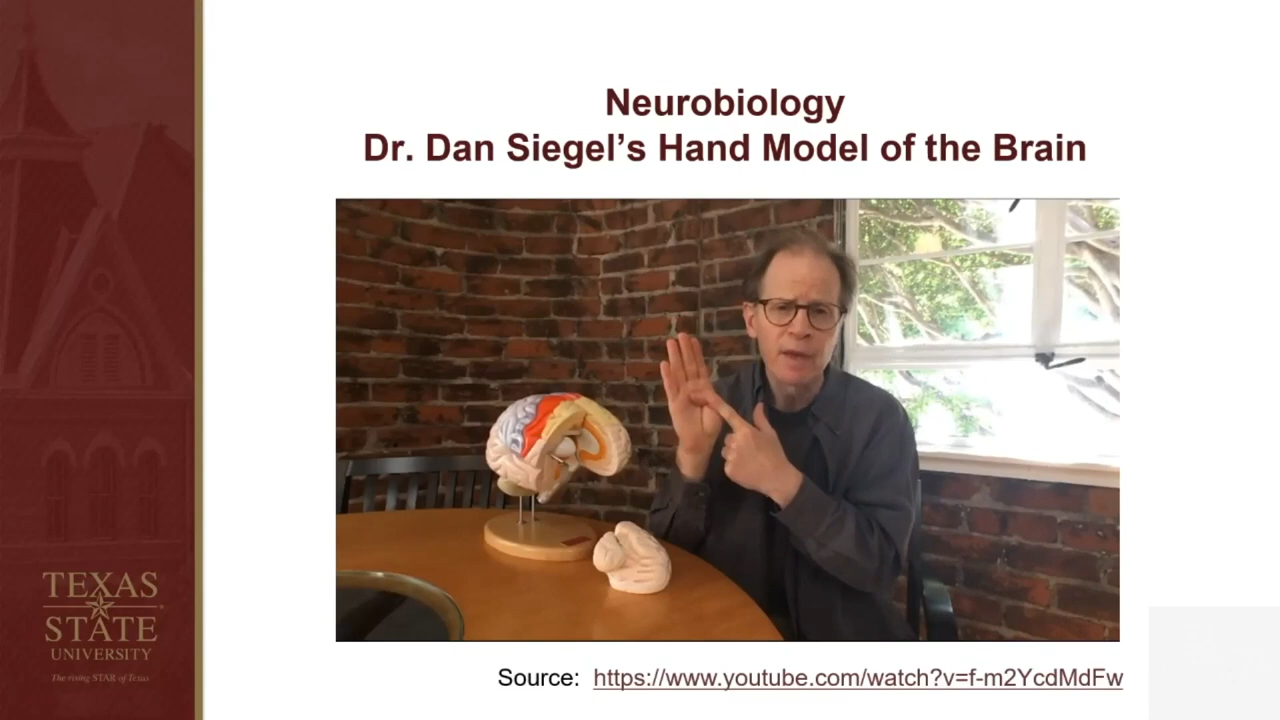 Neurobiology
Dr. Dan Siegel’s Hand Model of the Brain
TEXAS
STATE
UNIVERSITY
The rising STAR of Texas
Source: https://www.youtube.com/watch?v=f-m2YcdMdFw